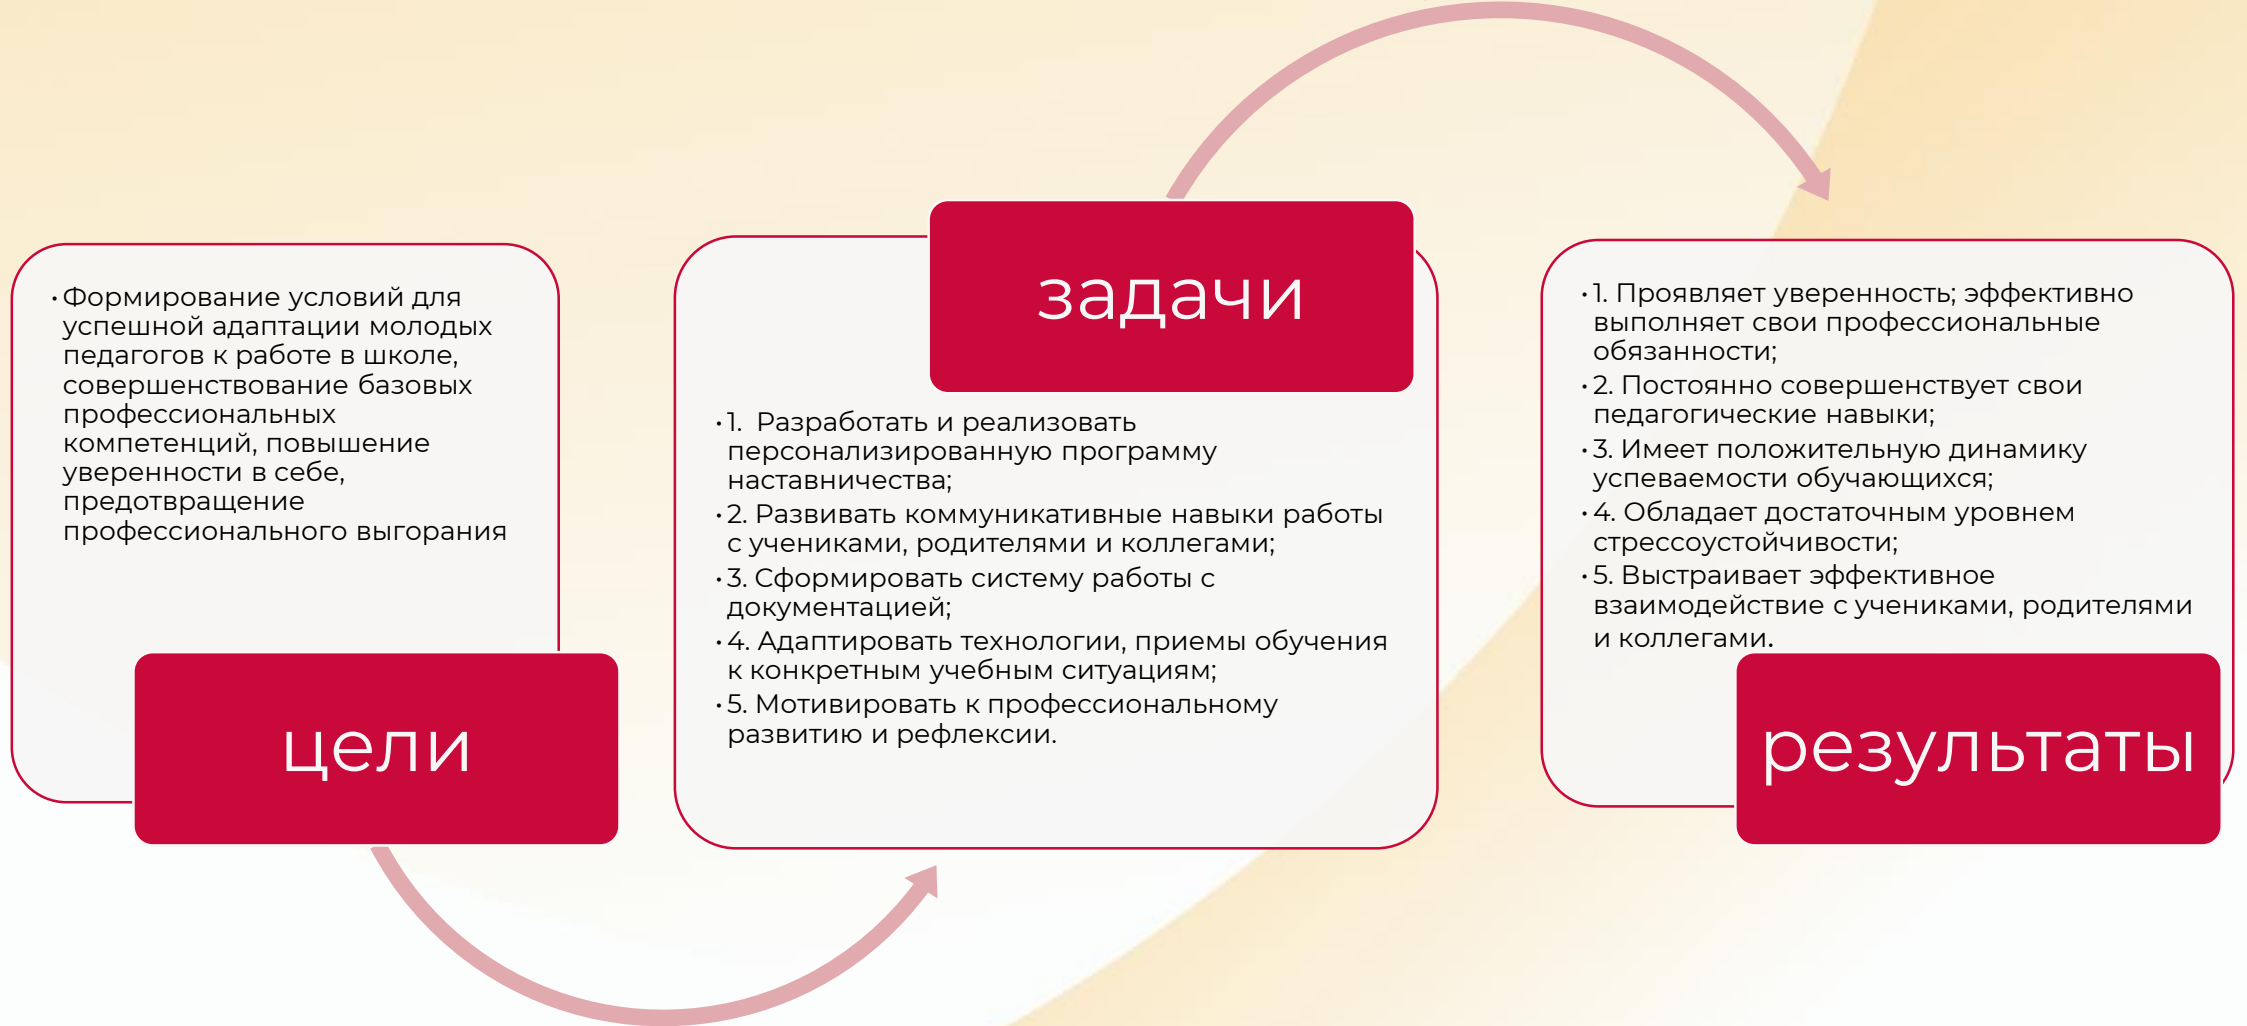 ·Формирование условий для
успешной адаптации молодых
педагогов к работе в школе,
совершенствование базовых
профессиональных
компетенций, повышение
уверенности в себе,
предотвращение
профессионального выгорания
цели
задачи
·1.  Разработать и реализовать
персонализированную программу
наставничества;
·2. Развивать коммуникативные навыки работы
с учениками, родителями и коллегами;
·3. Сформировать систему работы с
документацией;
·4. Адаптировать технологии, приемы обучения
к конкретным учебным ситуациям;
·5. Мотивировать к профессиональному
развитию и рефлексии.
·1. Проявляет уверенность; эффективно
выполняет свои профессиональные
обязанности;
·2. Постоянно совершенствует свои
педагогические навыки;
·3. Имеет положительную динамику
успеваемости обучающихся;
·4. Обладает достаточным уровнем
стрессоустойчивости;
·5. Выстраивает эффективное
взаимодействие с учениками, родителями
и коллегами.
результаты